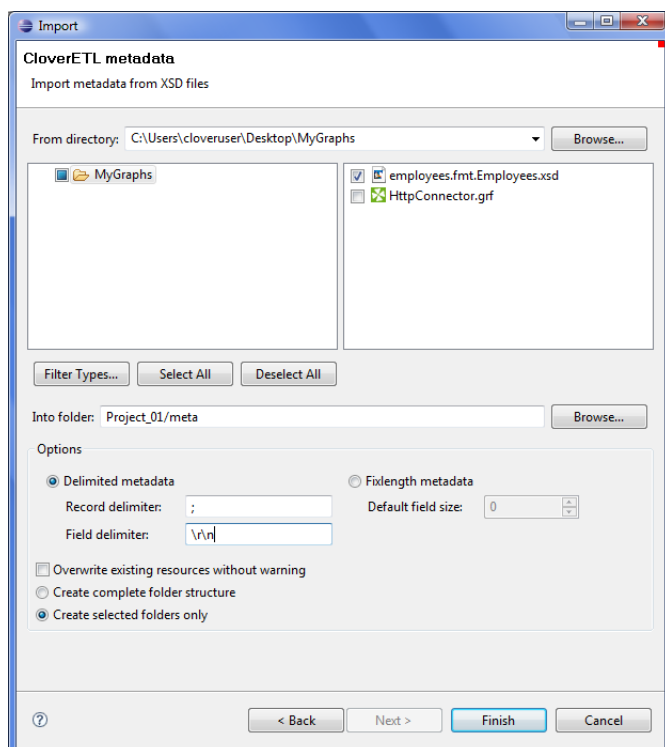 Import
CloverETL metadata
Import metadata from XSD files
From directory: C:\Users\cloveruser\Desktop\MyGraphs Browse...
MyGraphs
employees.fmt.Employees.xsd
HttpConnector.grf
Filter Types... Select All Deselect All
Into folder: Project_01/meta Browse...
Options
Delimited metadata Fixlength metadata
Record delimiter: ; Default field size: 0
Field delimiter: \r\n
Overwrite existing resources without warning
Create complete folder structure
Create selected folders only
? < Back Next > Finish Cancel